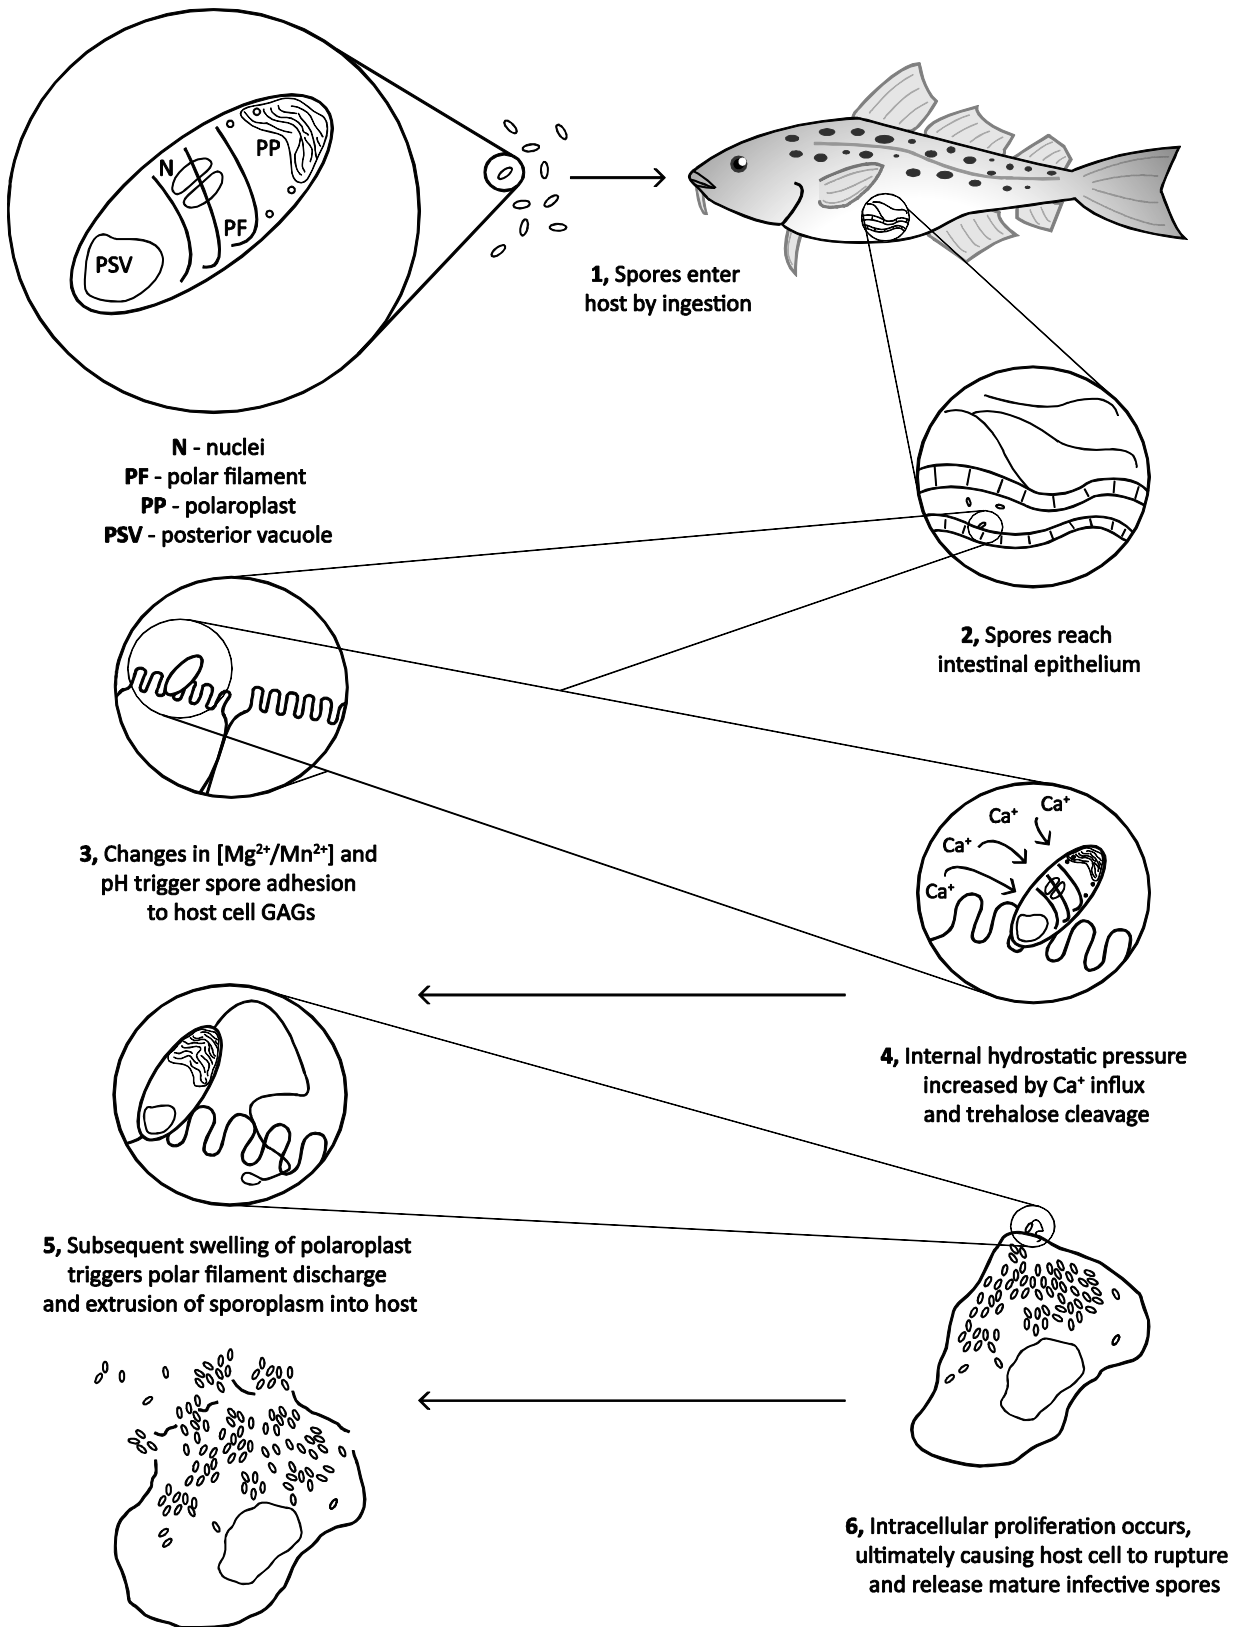 N
PP
PF
PSV
1, Spores enter
host by ingestion
N - nuclei
PF - polar filament
PP - polaroplast
PSV - posterior vacuole
2, Spores reach
intestinal epithelium
3, Changes in [Mg²⁺/Mn²⁺] and
pH trigger spore adhesion
to host cell GAGs
Ca⁺
Ca⁺
Ca⁺
Ca⁺
4, Internal hydrostatic pressure
increased by Ca⁺ influx
and trehalose cleavage
5, Subsequent swelling of polaroplast
triggers polar filament discharge
and extrusion of sporoplasm into host
6, Intracellular proliferation occurs,
ultimately causing host cell to rupture
and release mature infective spores